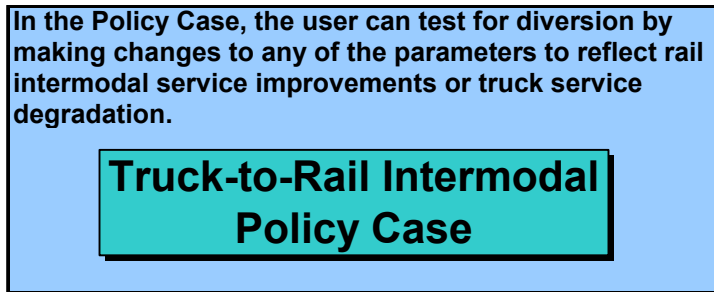 In the Policy Case, the user can test for diversion by
making changes to any of the parameters to reflect rail
intermodal service improvements or truck service
degradation.
Truck-to-Rail Intermodal
Policy Case